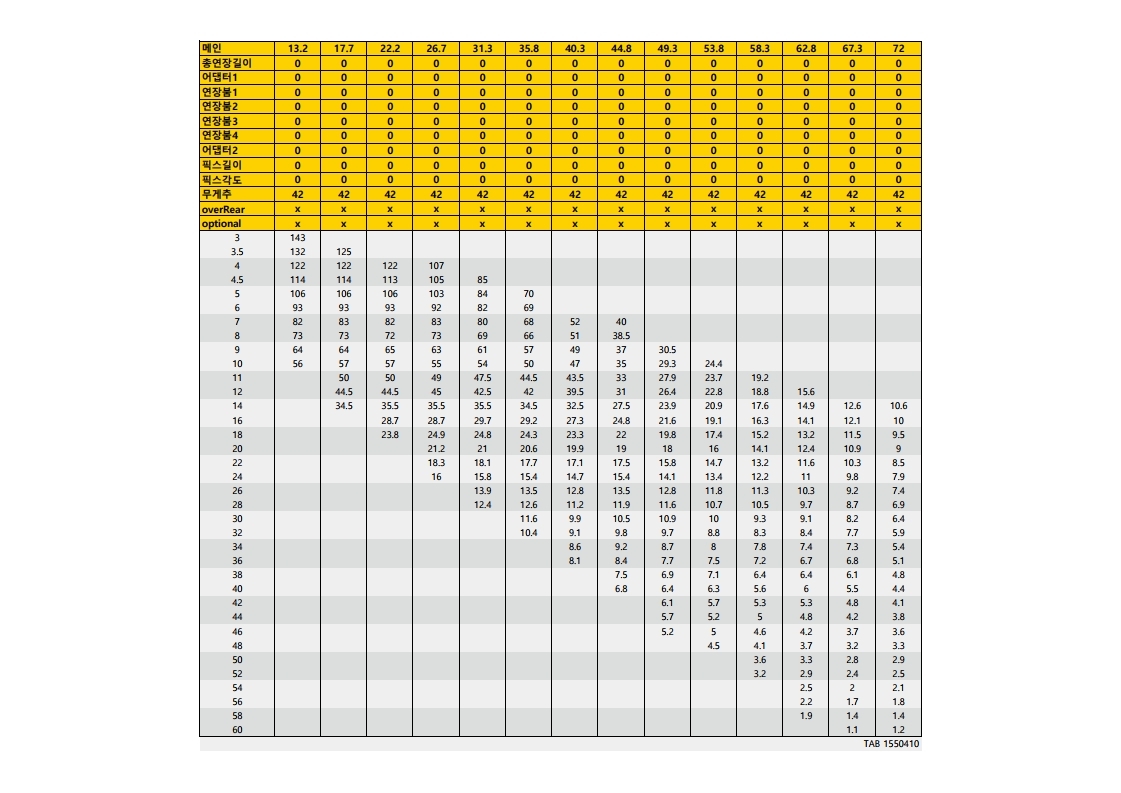 메인 13.2 17.7 22.2 26.7 31.3 35.8 40.3 44.8 49.3 53.8 58.3 62.8 67.3 72
총연장길이 0 0 0 0 0 0 0 0 0 0 0 0 0 0
어댑터1 0 0 0 0 0 0 0 0 0 0 0 0 0 0
연장붐1 0 0 0 0 0 0 0 0 0 0 0 0 0 0
연장붐2 0 0 0 0 0 0 0 0 0 0 0 0 0 0
연장붐3 0 0 0 0 0 0 0 0 0 0 0 0 0 0
연장붐4 0 0 0 0 0 0 0 0 0 0 0 0 0 0
어댑터2 0 0 0 0 0 0 0 0 0 0 0 0 0 0
픽스길이 0 0 0 0 0 0 0 0 0 0 0 0 0 0
픽스각도 0 0 0 0 0 0 0 0 0 0 0 0 0 0
무게추 42 42 42 42 42 42 42 42 42 42 42 42 42 42
overRear x x x x x x x x x x x x x x
optional x x x x x x x x x x x x x x
3 143
3.5 132 125
4 122 122 122 107
4.5 114 114 113 105 85
5 106 106 106 103 84 70
6 93 93 93 92 82 69
7 82 83 82 83 80 68 52 40
8 73 73 72 73 69 66 51 38.5
9 64 64 65 63 61 57 49 37 30.5
10 56 57 57 55 54 50 47 35 29.3 24.4
11 50 50 49 47.5 44.5 43.5 33 27.9 23.7 19.2
12 44.5 44.5 45 42.5 42 39.5 31 26.4 22.8 18.8 15.6
14 34.5 35.5 35.5 35.5 34.5 32.5 27.5 23.9 20.9 17.6 14.9 12.6 10.6
16 28.7 28.7 29.7 29.2 27.3 24.8 21.6 19.1 16.3 14.1 12.1 10
18 23.8 24.9 24.8 24.3 23.3 22 19.8 17.4 15.2 13.2 11.5 9.5
20 21.2 21 20.6 19.9 19 18 16 14.1 12.4 10.9 9
22 18.3 18.1 17.7 17.1 17.5 15.8 14.7 13.2 11.6 10.3 8.5
24 16 15.8 15.4 14.7 15.4 14.1 13.4 12.2 11 9.8 7.9
26 13.9 13.5 12.8 13.5 12.8 11.8 11.3 10.3 9.2 7.4
28 12.4 12.6 11.2 11.9 11.6 10.7 10.5 9.7 8.7 6.9
30 11.6 9.9 10.5 10.9 10 9.3 9.1 8.2 6.4
32 10.4 9.1 9.8 9.7 8.8 8.3 8.4 7.7 5.9
34 8.6 9.2 8.7 8 7.8 7.4 7.3 5.4
36 8.1 8.4 7.7 7.5 7.2 6.7 6.8 5.1
38 7.5 6.9 7.1 6.4 6.4 6.1 4.8
40 6.8 6.4 6.3 5.6 6 5.5 4.4
42 6.1 5.7 5.3 5.3 4.8 4.1
44 5.7 5.2 5 4.8 4.2 3.8
46 5.2 5 4.6 4.2 3.7 3.6
48 4.5 4.1 3.7 3.2 3.3
50 3.6 3.3 2.8 2.9
52 3.2 2.9 2.4 2.5
54 2.5 2 2.1
56 2.2 1.7 1.8
58 1.9 1.4 1.4
60 1.1 1.2
TAB 1550410